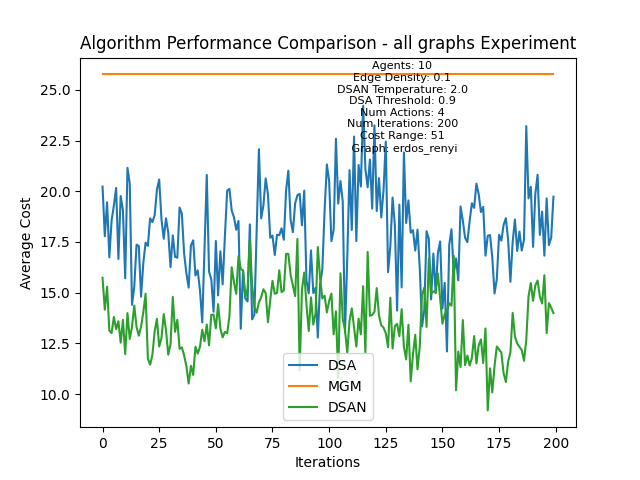 Algorithm Performance Comparison - all graphs Experiment
Agents: 10
Edge Density: 0.1
DSAN Temperature: 2.0
DSA Threshold: 0.9
Num Actions: 4
Num Iterations: 200
Cost Range: 51
Graph: erdos_renyi
25.0
22.5
20.0
17.5
15.0
12.5
10.0
Average Cost
DSA
MGM
DSAN
0 25 50 75 100 125 150 175 200
Iterations